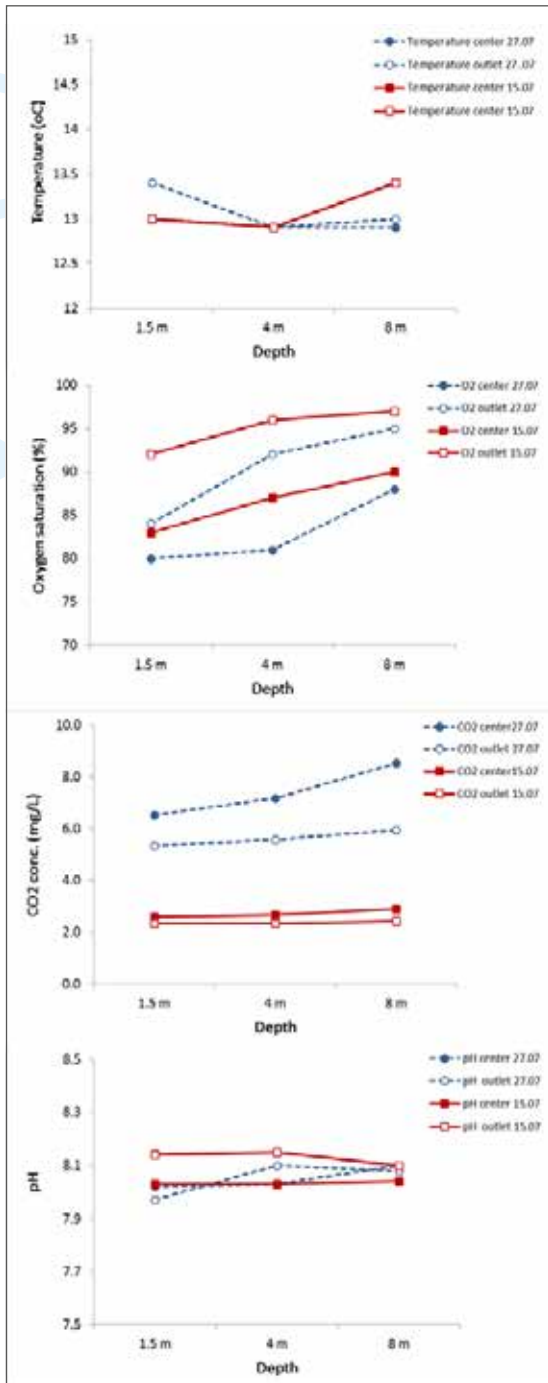 15
14.5
14
13.5
13
12.5
12
Temperature (oC)
1.5 m
4 m
8 m
Depth
Temperature center 27.07
Temperature outlet 27 .07
Temperature center 15.07
Temperature center 15.07
100
95
90
85
80
75
70
Oxygen saturation (%)
1.5 m
4 m
8 m
Depth
O2 center 27.07
O2 outlet 27.07
O2 center 15.07
O2 outlet 15.07
10.0
8.0
6.0
4.0
2.0
0.0
CO2 conc. (mg/L)
1.5 m
4 m
8 m
Depth
CO2 center27.07
CO2 outlet 27.07
CO2 center15.07
CO2 outlet 15.07
8.5
8.3
8.1
7.9
7.7
7.5
pH
1.5 m
4 m
8 m
Depth
pH center 27.07
pH outlet 27.07
pH center 15.07
pH outlet 15.07